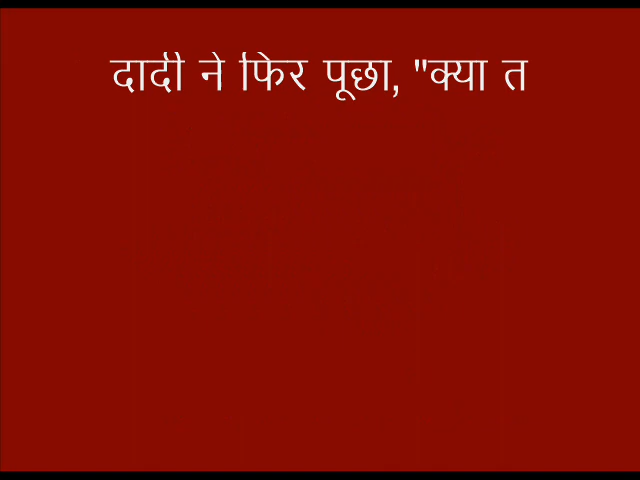 दादी ने फिर पूछा, "क्या त